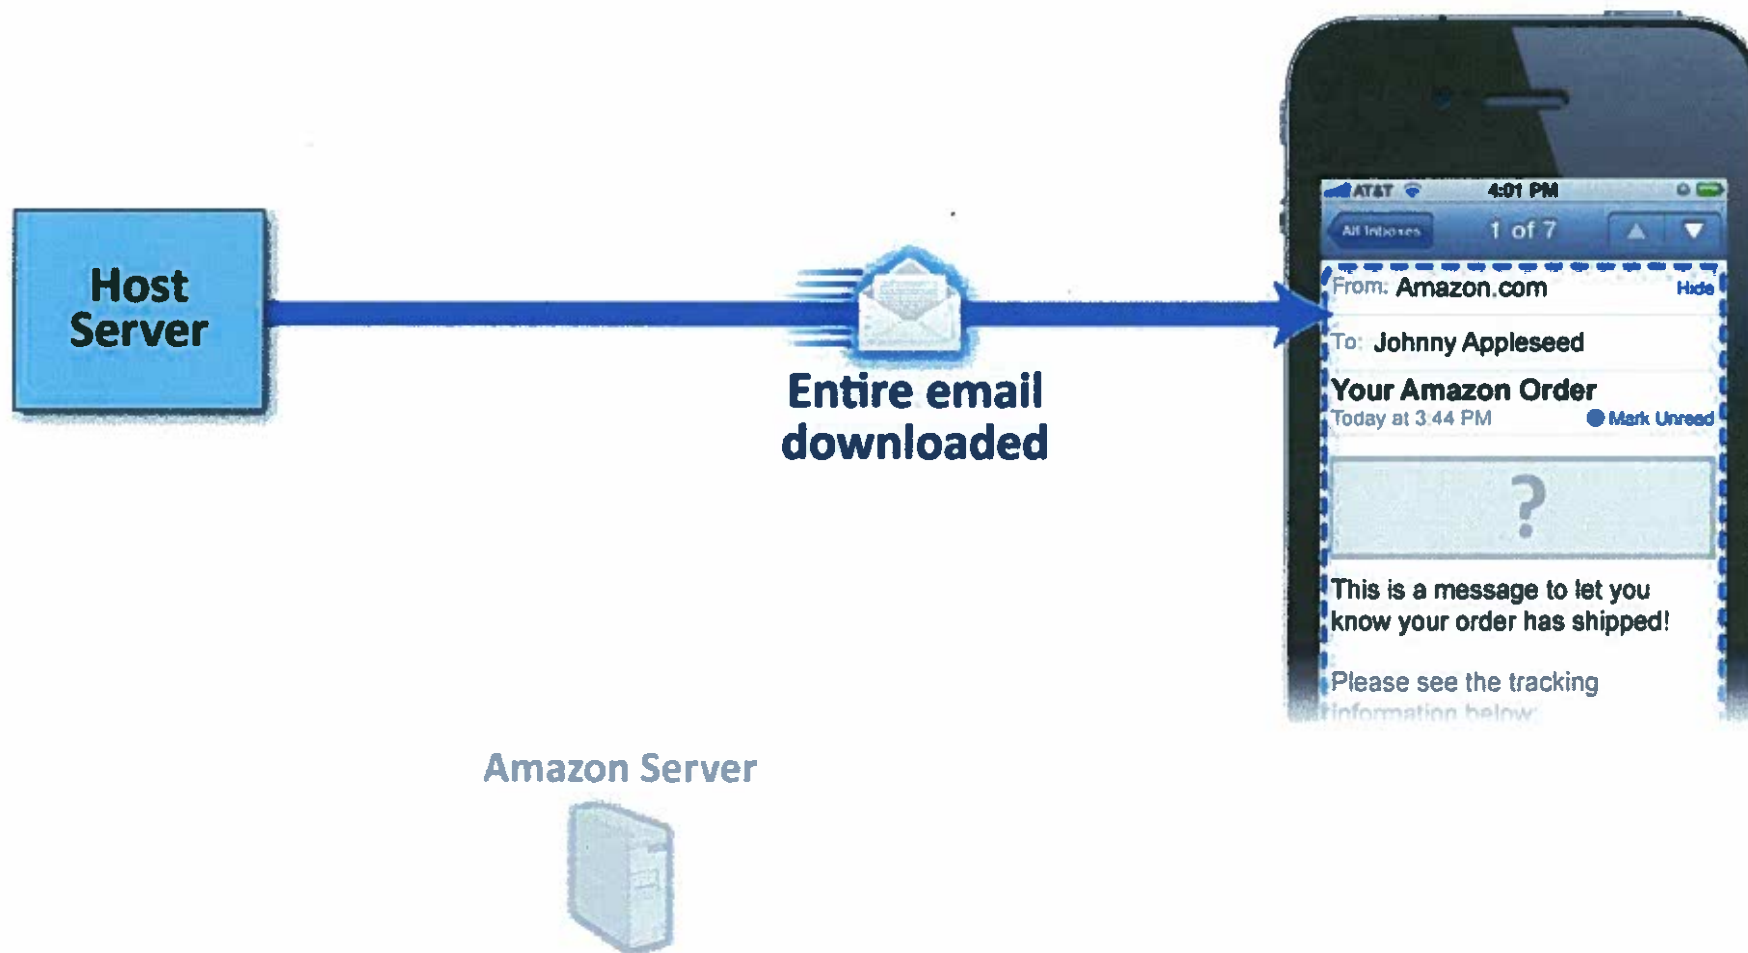 Host
Server
Entire email
downloaded
AT&T 4:01 PM
All Inboxes 1 of 7
From: Amazon.com Hide
To: Johnny Appleseed
Your Amazon Order
Today at 3:44 PM Mark Unread
?
This is a message to let you
know your order has shipped!
Please see the tracking
information below:
Amazon Server